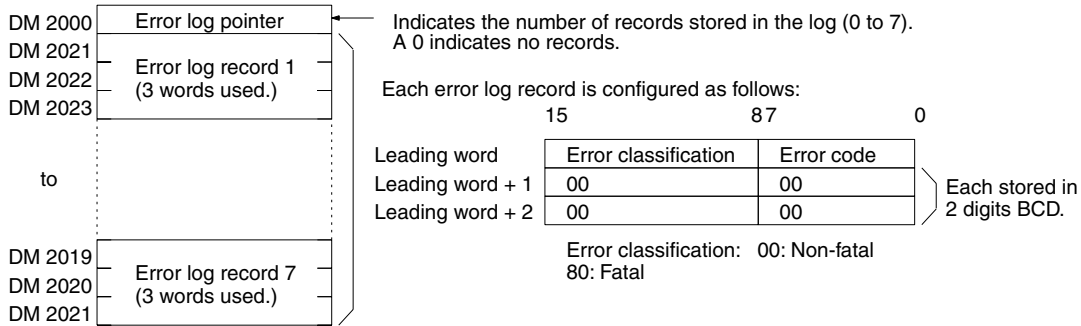 DM 2000 Error log pointer
Indicates the number of records stored in the log (0 to 7).
A 0 indicates no records.
DM 2021
DM 2022
DM 2023
Error log record 1
(3 words used.)
to
DM 2019
DM 2020
DM 2021
Error log record 7
(3 words used.)
Each error log record is configured as follows:
15 8 7 0
Leading word Error classification Error code
Leading word + 1 00 00
Leading word + 2 00 00
Each stored in
2 digits BCD.
Error classification: 00: Non-fatal
80: Fatal